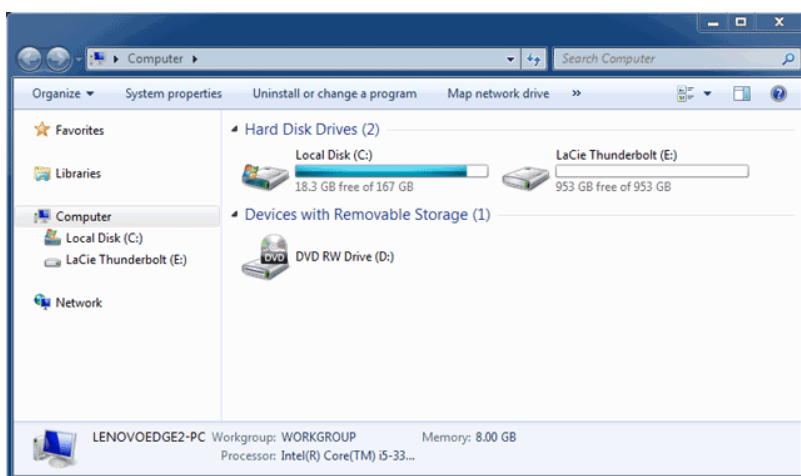 Computer
Search Computer
Organize System properties Uninstall or change a program Map network drive »
Favorites
Libraries
Computer
Local Disk (C:)
LaCie Thunderbolt (E:)
Network
Hard Disk Drives (2)
Local Disk (C:)
18.3 GB free of 167 GB
LaCie Thunderbolt (E:)
953 GB free of 953 GB
Devices with Removable Storage (1)
DVD
DVD RW Drive (D:)
LENOVOEDGE2-PC Workgroup: WORKGROUP Memory: 8.00 GB
Processor: Intel(R) Core(TM) i5-33...